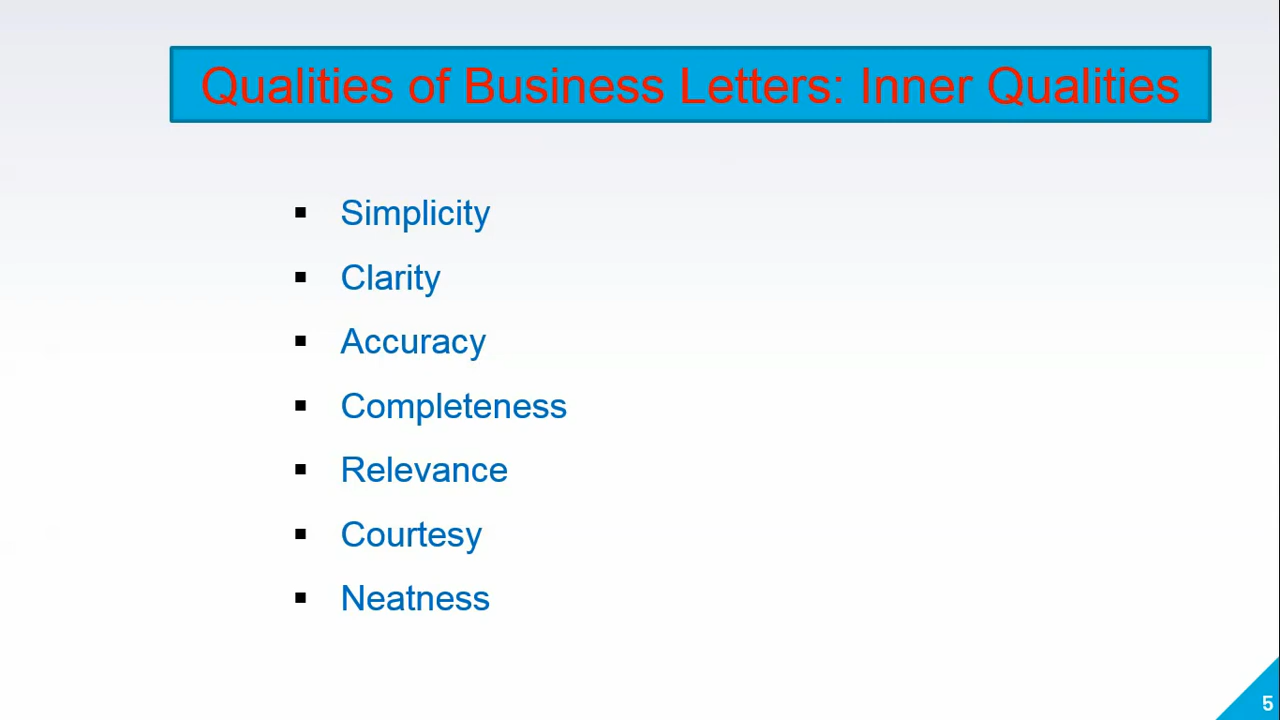 Qualities of Business Letters: Inner Qualities
▪ Simplicity
▪ Clarity
▪ Accuracy
▪ Completeness
▪ Relevance
▪ Courtesy
▪ Neatness
5